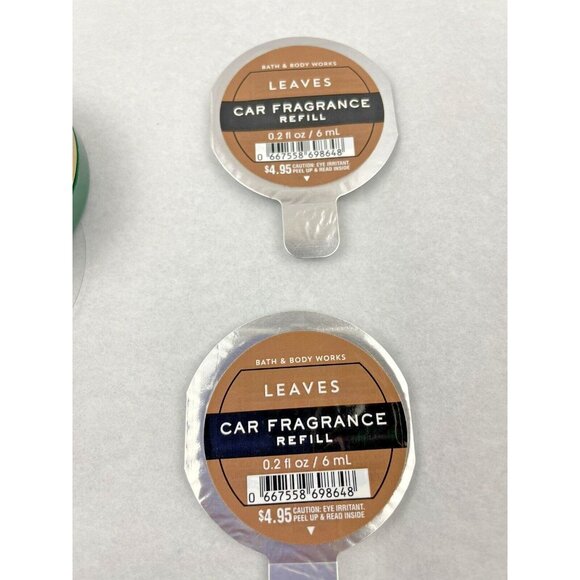 BATH & BODY WORKS
LEAVES
CAR FRAGRANCE
REFILL
0.2 fl oz / 6 mL
0 667558 698648
$4.95 CAUTION: EYE IRRITANT.
PEEL UP & READ INSIDE
BATH & BODY WORKS
LEAVES
CAR FRAGRANCE
REFILL
0.2 fl oz / 6 mL
0 667558 698648
$4.95 CAUTION: EYE IRRITANT.
PEEL UP & READ INSIDE